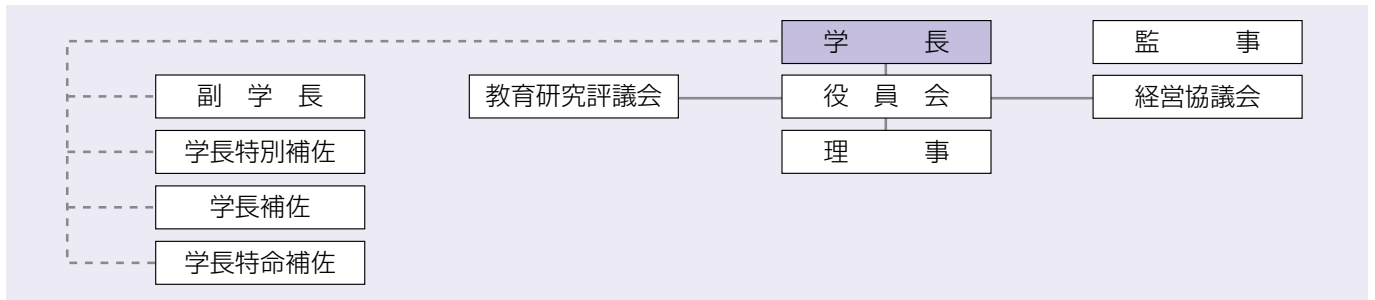 学長
監事
副学長
教育研究評議会
役員会
経営協議会
学長特別補佐
理事
学長補佐
学長特命補佐